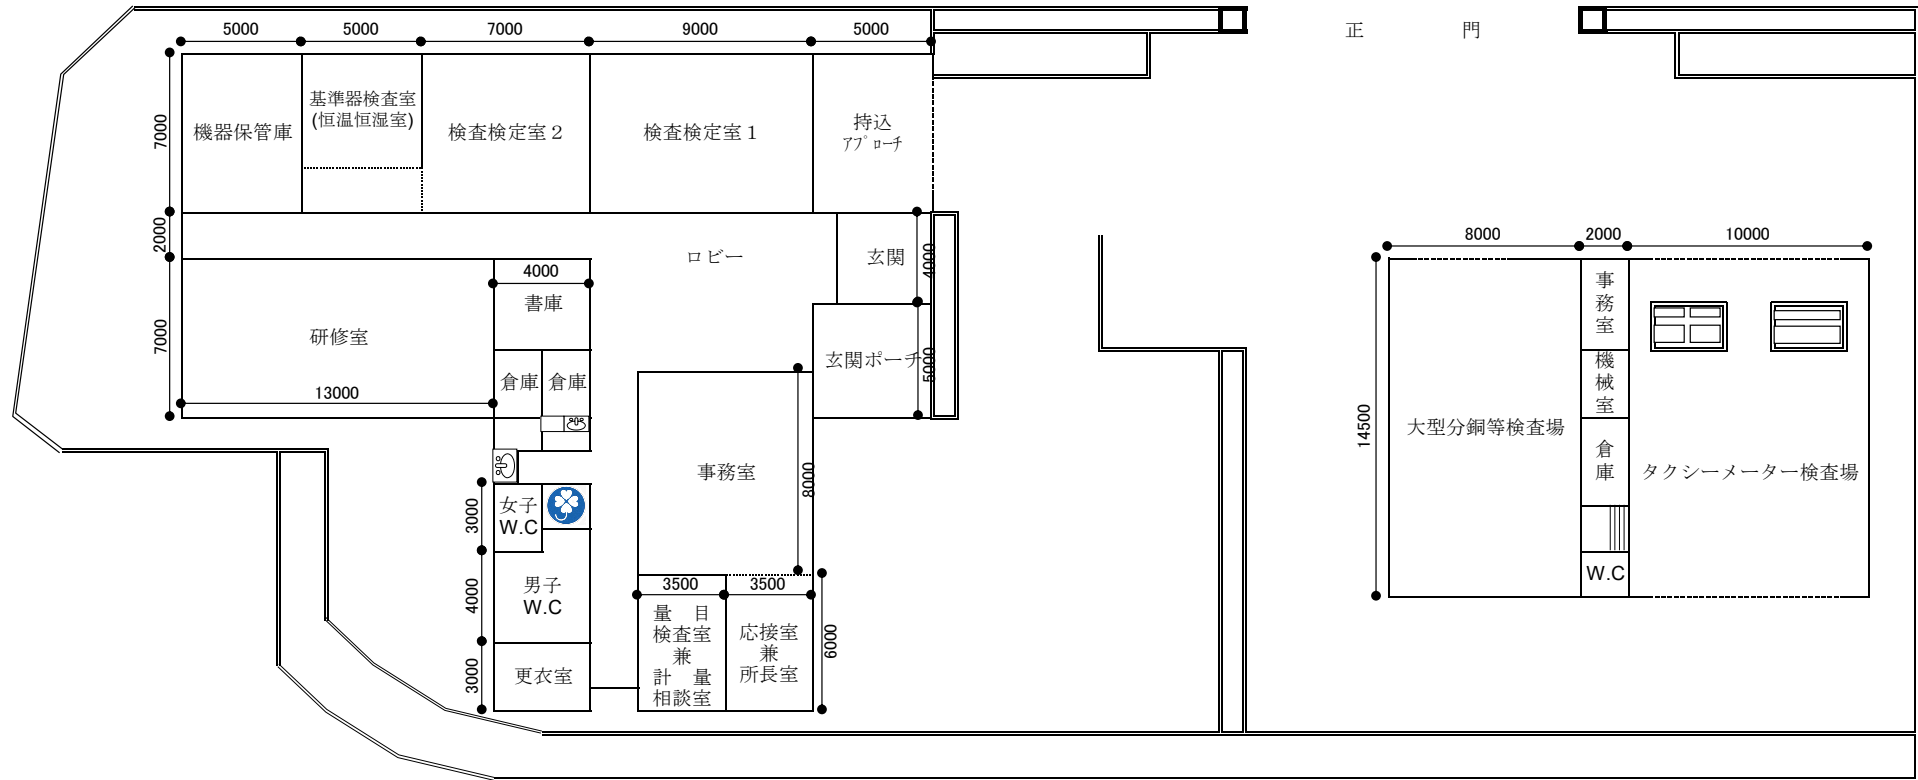 正　門
5000
5000
7000
9000
5000
7000
機器保管庫
基準器検査室
(恒温恒湿室)
検査検定室２
検査検定室１
持込
アプローチ
2000
ロビー
玄関
4000
8000
2000
10000
7000
研修室
13000
4000
書庫
倉庫
倉庫
玄関ポーチ
5000
事務室
8000
3000
女子
W.C
4000
男子
W.C
3000
更衣室
3500
3500
量　目
検査室
兼
計　量
相談室
応接室
兼
所長室
6000
14500
大型分銅等検査場
事
務
室
機
械
室
倉
庫
W.C
タクシーメーター検査場